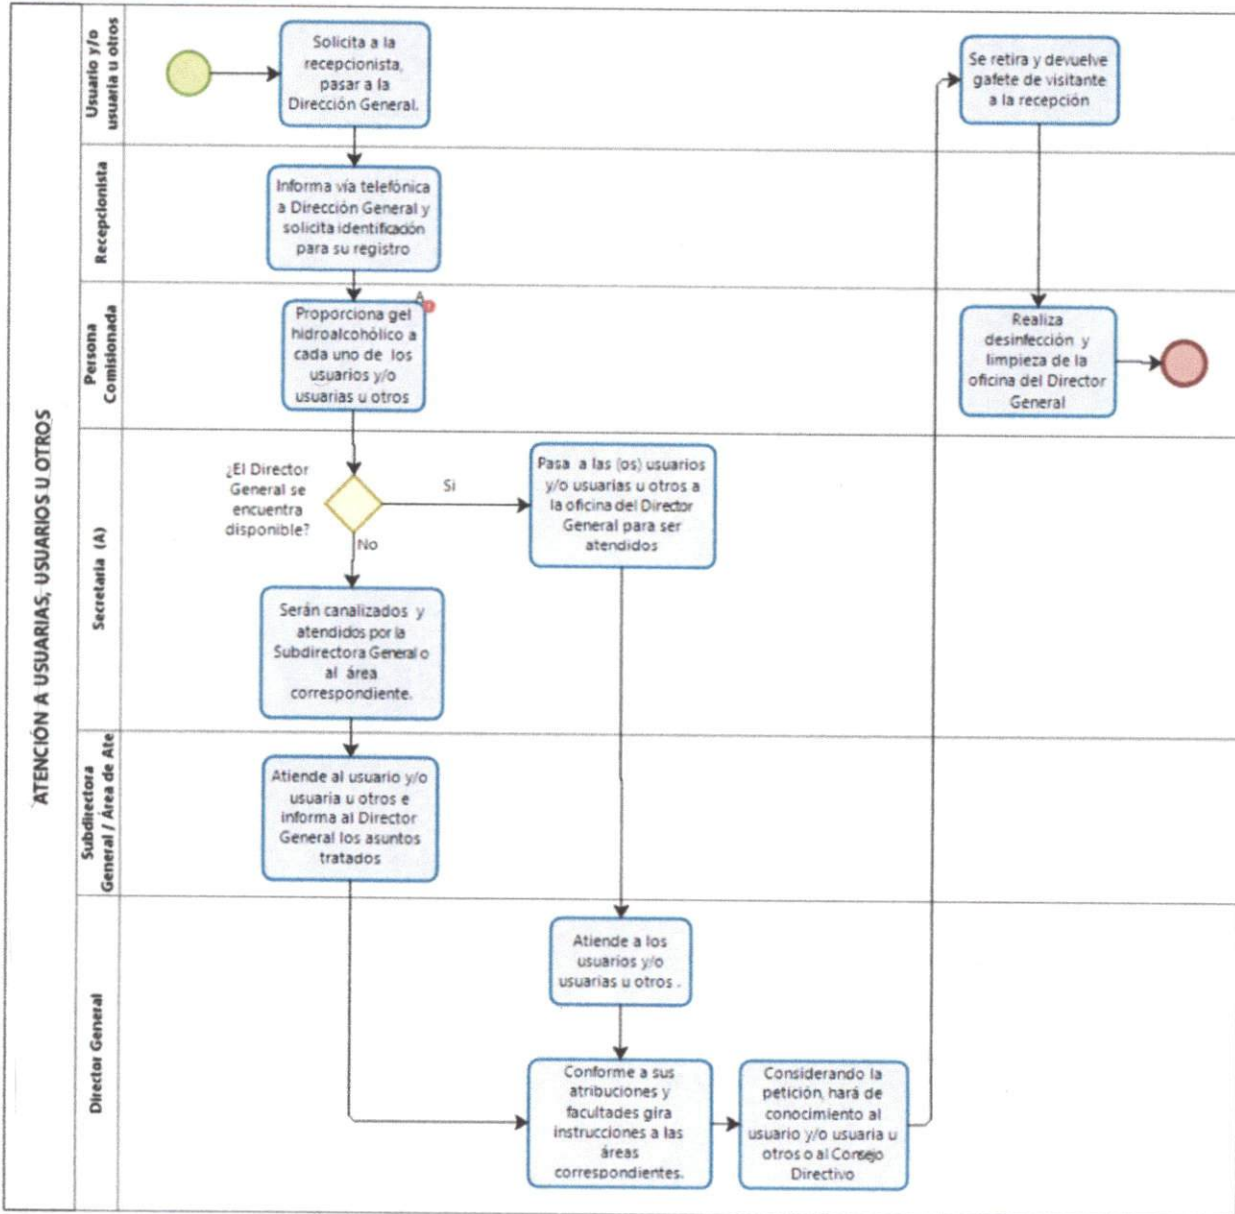 ATENCIÓN A USUARIAS, USUARIOS U OTROS
Usuario y/o
usuaria u otros
Solicita a la
recepcionista,
pasar a la
Dirección General.
Se retira y devuelve
gafete de visitante
a la recepción
Recepcionista
Informa vía telefónica
a Dirección General y
solicita identificación
para su registro
Persona
Comisionada
Proporciona gel
hidroalcohólico a
cada uno de los
usuarios y/o
usuarias u otros
Realiza
desinfección y
limpieza de la
oficina del Director
General
Secretaria (A)
¿El Director
General se
encuentra
disponible?
Si
No
Pasa a las (os) usuarios
y/o usuarias u otros a
la oficina del Director
General para ser
atendidos
Serán canalizados y
atendidos por la
Subdirectora General o
al área
correspondiente.
Subdirectora
General / Área de Ate
Atiende al usuario y/o
usuaria u otros e
informa al Director
General los asuntos
tratados
Director General
Atiende a los
usuarios y/o
usuarias u otros .
Conforme a sus
atribuciones y
facultades gira
instrucciones a las
áreas
correspondientes.
Considerando la
petición, hará de
conocimiento al
usuario y/o usuaria u
otros o al Consejo
Directivo